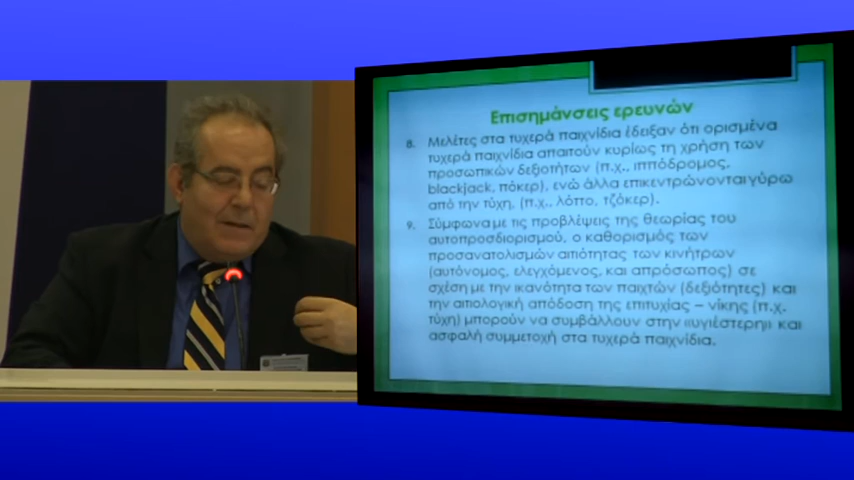 Επισημάνσεις ερευνών
8. Μελέτες στα τυχερά παιχνίδια έδειξαν ότι ορισμένα
τυχερά παιχνίδια απαιτούν κυρίως τη χρήση των
προσωπικών δεξιοτήτων (π.χ., ιππόδρομος,
blackjack, πόκερ), ενώ άλλα επικεντρώνονται γύρω
από την τύχη, (π.χ., λόττο, τζόκερ).
9. Σύμφωνα με τις προβλέψεις της θεωρίας του
αυτοπροσδιορισμού, ο καθορισμός των
προσανατολισμών αιτιότητας των κινήτρων
(αυτόνομος, ελεγχόμενος, και απρόσωπος) σε
σχέση με την ικανότητα των παιχτών (δεξιότητες), και
την αιτιολογική απόδοση της επιτυχίας – νίκης (π.χ.
τύχη) μπορούν να συμβάλλουν στην «υγιέστερη» και
ασφαλή συμμετοχή στα τυχερά παιχνίδια.